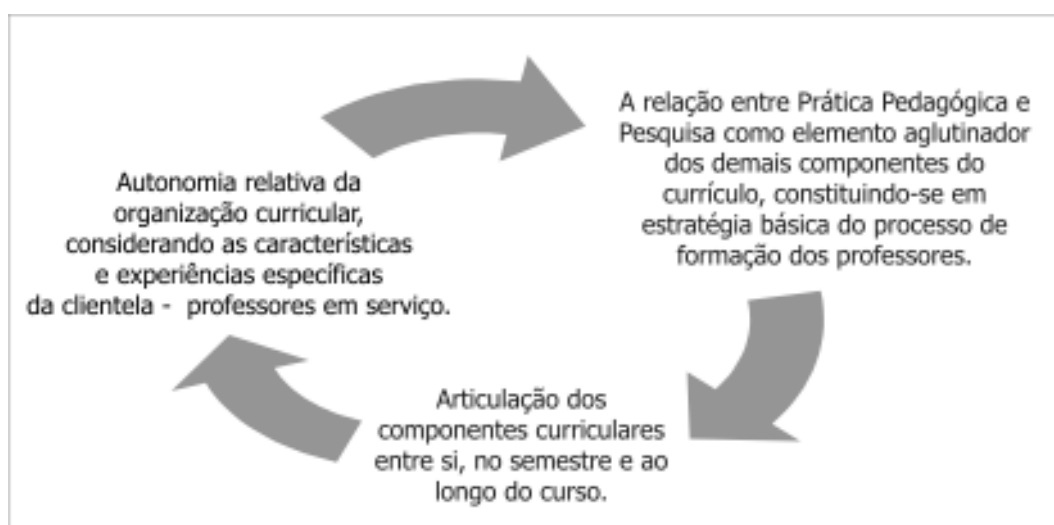 A relação entre Prática Pedagógica e
Pesquisa como elemento aglutinador
dos demais componentes do
currículo, constituindo-se em
estratégia básica do processo de
formação dos professores.
Autonomia relativa da
organização curricular,
considerando as características
e experiências específicas
da clientela - professores em serviço.
Articulação dos
componentes curriculares
entre si, no semestre e ao
longo do curso.